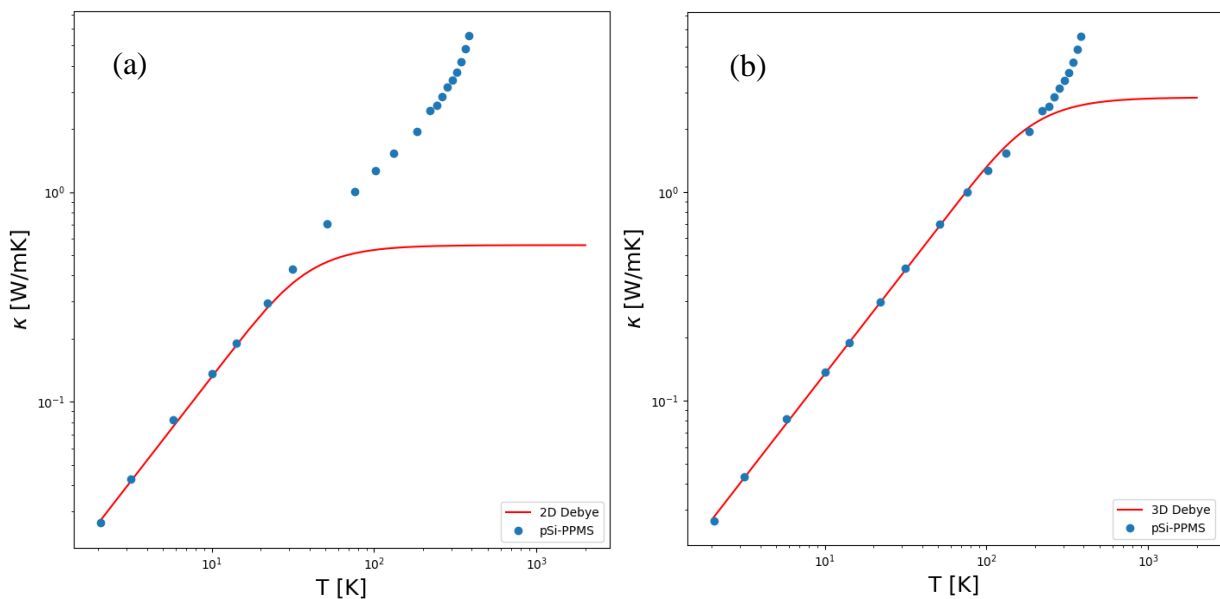 (a)
κ [W/mK]
10⁰
10⁻¹
10¹
10²
10³
T [K]
2D Debye
pSi-PPMS
(b)
κ [W/mK]
10⁰
10⁻¹
10¹
10²
10³
T [K]
3D Debye
pSi-PPMS